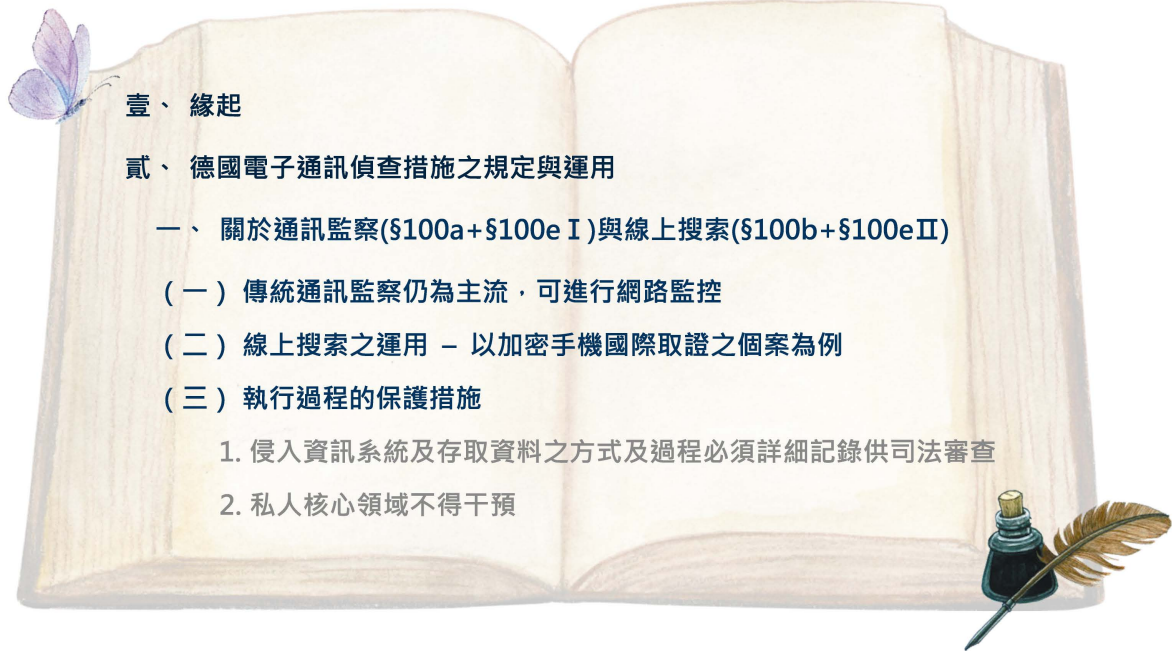 壹、 緣起
貳、 德國電子通訊偵查措施之規定與運用
一、 關於通訊監察(§100a+§100eⅠ)與線上搜索(§100b+§100eⅡ)
(一) 傳統通訊監察仍為主流，可進行網路監控
(二) 線上搜索之運用 – 以加密手機國際取證之個案為例
(三) 執行過程的保護措施
1. 侵入資訊系統及存取資料之方式及過程必須詳細記錄供司法審查
2. 私人核心領域不得干預